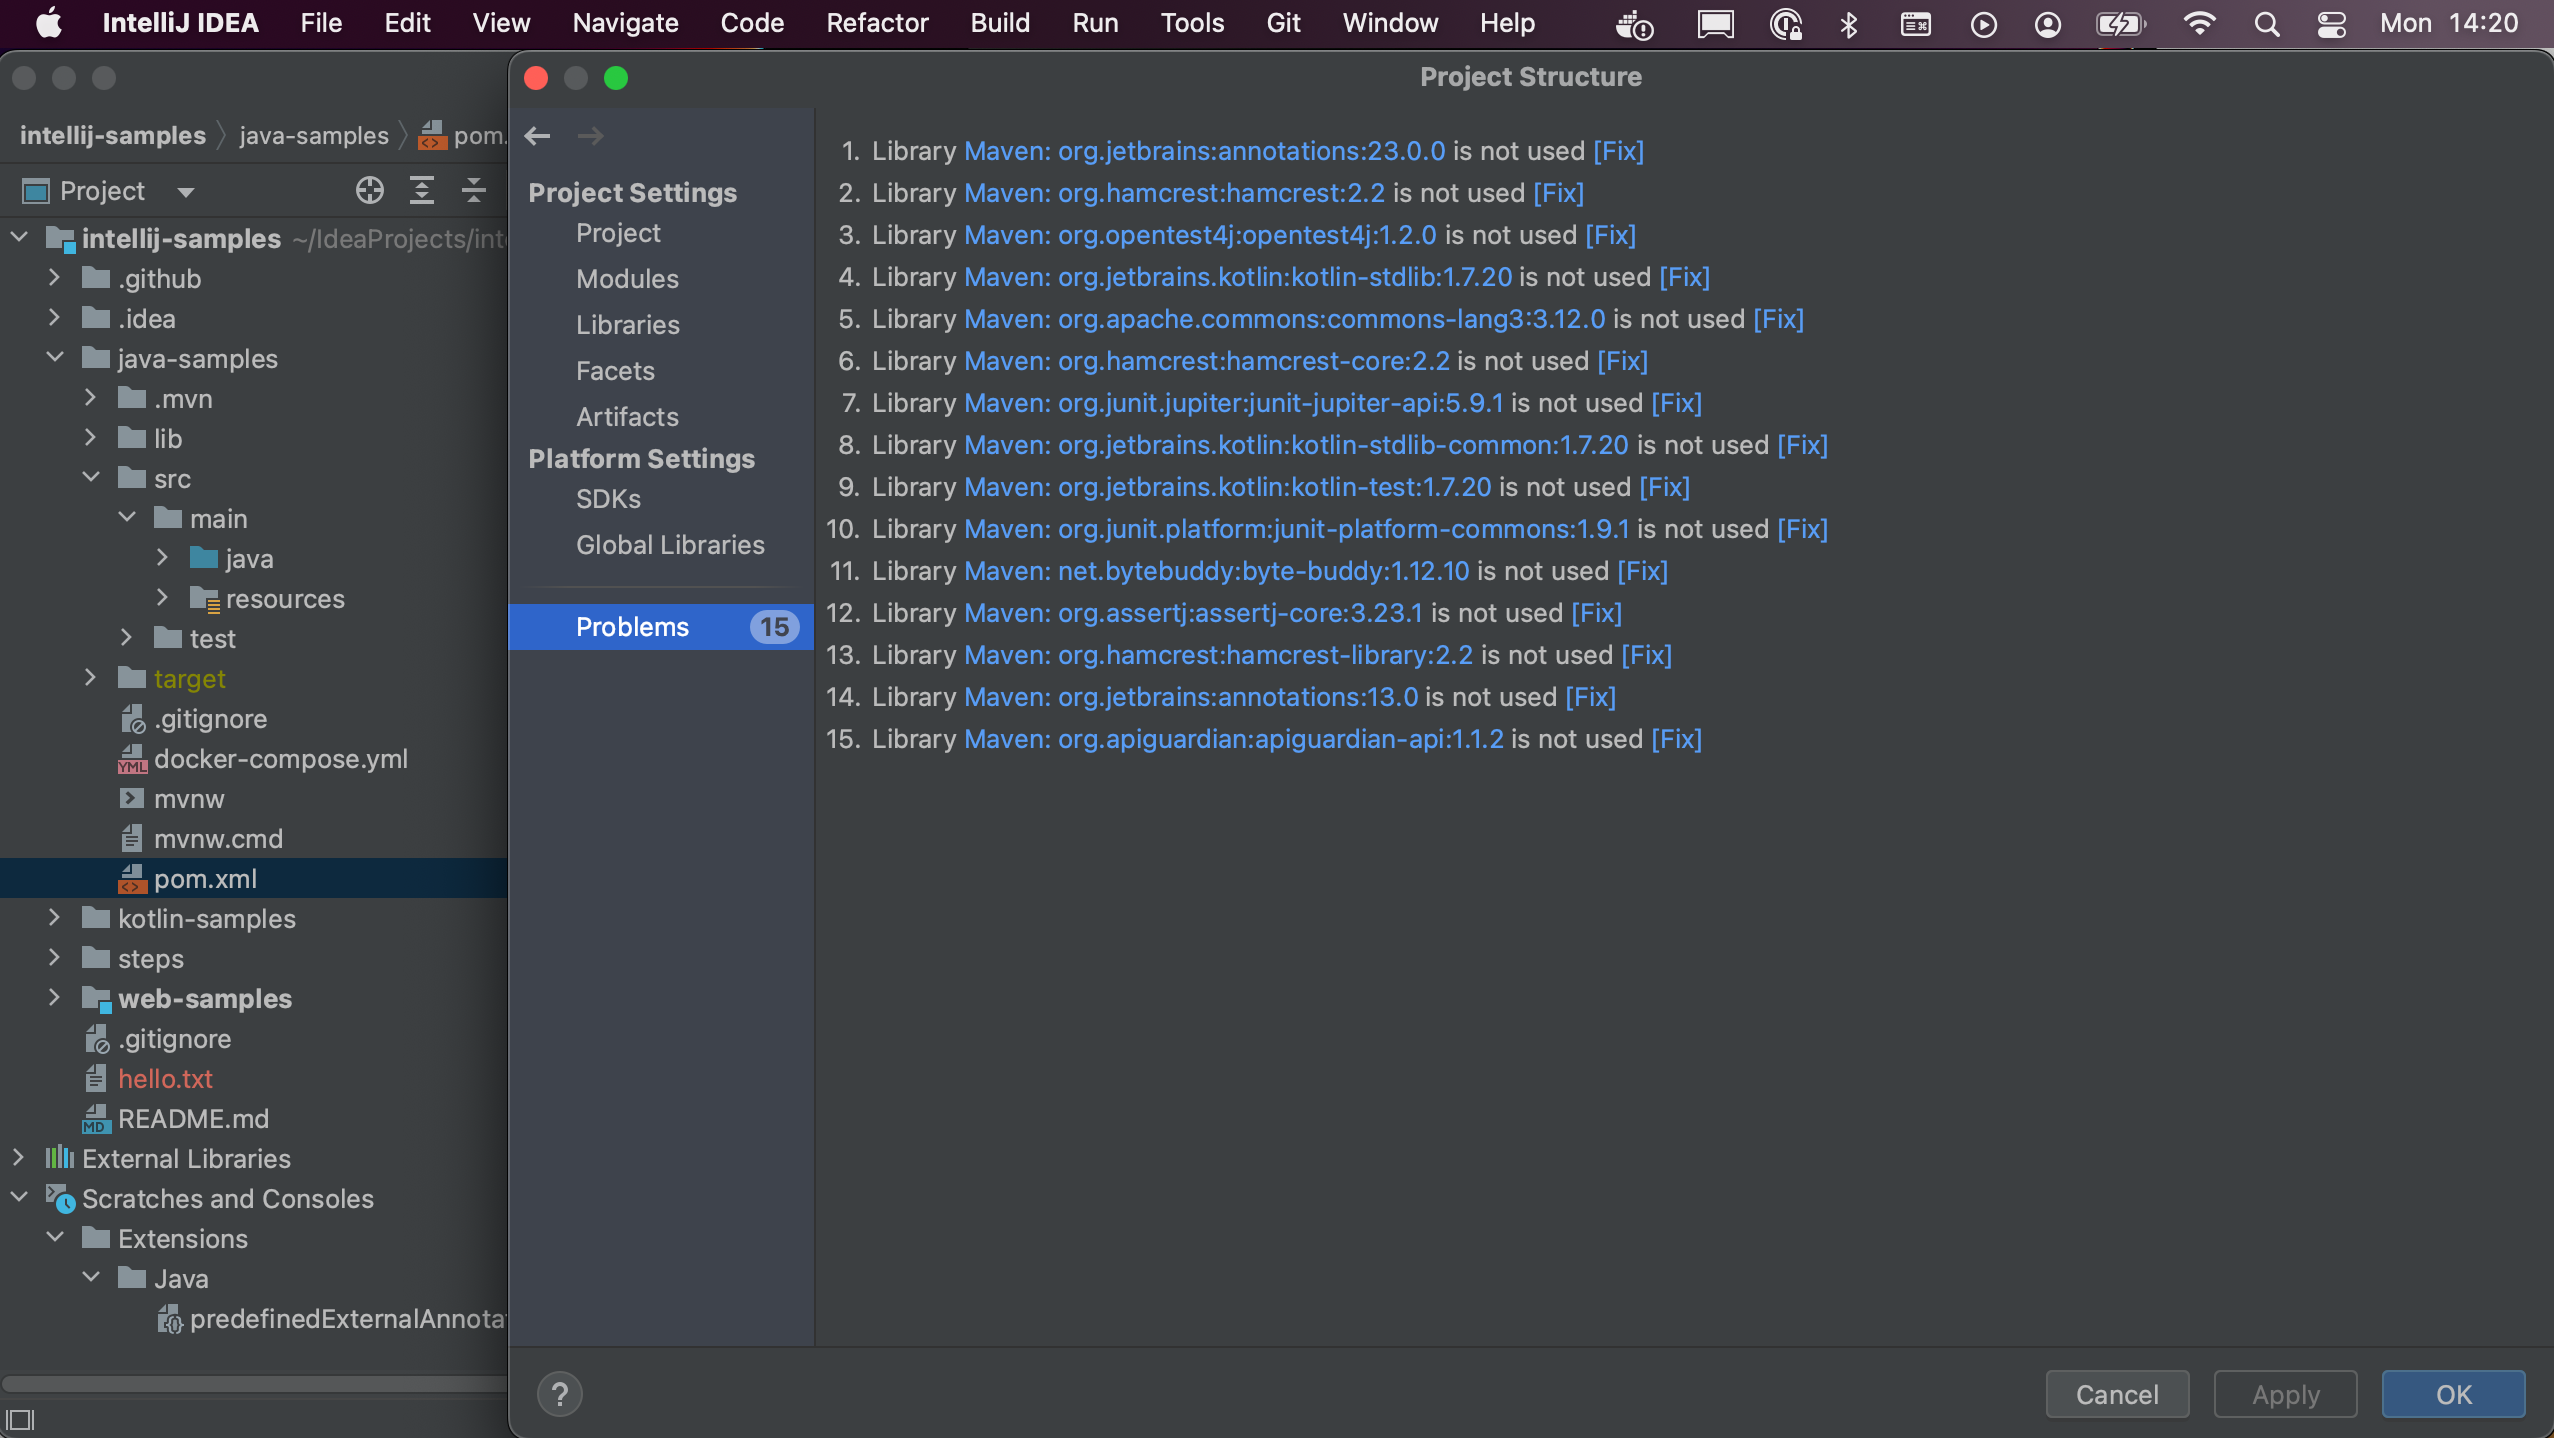 IntelliJ IDEA File Edit View Navigate Code Refactor Build Run Tools Git Window Help Mon 14:20
Project Structure
intellij-samples java-samples pom.
Project
intellij-samples ~/IdeaProjects/int
.github
.idea
java-samples
.mvn
lib
src
main
java
resources
test
target
.gitignore
docker-compose.yml
mvnw
mvnw.cmd
pom.xml
kotlin-samples
steps
web-samples
.gitignore
hello.txt
README.md
External Libraries
Scratches and Consoles
Extensions
Java
predefinedExternalAnnota
Project Settings
Project
Modules
Libraries
Facets
Artifacts
Platform Settings
SDKs
Global Libraries
Problems 15
1. Library Maven: org.jetbrains:annotations:23.0.0 is not used [Fix]
2. Library Maven: org.hamcrest:hamcrest:2.2 is not used [Fix]
3. Library Maven: org.opentest4j:opentest4j:1.2.0 is not used [Fix]
4. Library Maven: org.jetbrains.kotlin:kotlin-stdlib:1.7.20 is not used [Fix]
5. Library Maven: org.apache.commons:commons-lang3:3.12.0 is not used [Fix]
6. Library Maven: org.hamcrest:hamcrest-core:2.2 is not used [Fix]
7. Library Maven: org.junit.jupiter:junit-jupiter-api:5.9.1 is not used [Fix]
8. Library Maven: org.jetbrains.kotlin:kotlin-stdlib-common:1.7.20 is not used [Fix]
9. Library Maven: org.jetbrains.kotlin:kotlin-test:1.7.20 is not used [Fix]
10. Library Maven: org.junit.platform:junit-platform-commons:1.9.1 is not used [Fix]
11. Library Maven: net.bytebuddy:byte-buddy:1.12.10 is not used [Fix]
12. Library Maven: org.assertj:assertj-core:3.23.1 is not used [Fix]
13. Library Maven: org.hamcrest:hamcrest-library:2.2 is not used [Fix]
14. Library Maven: org.jetbrains:annotations:13.0 is not used [Fix]
15. Library Maven: org.apiguardian:apiguardian-api:1.1.2 is not used [Fix]
? Cancel Apply OK